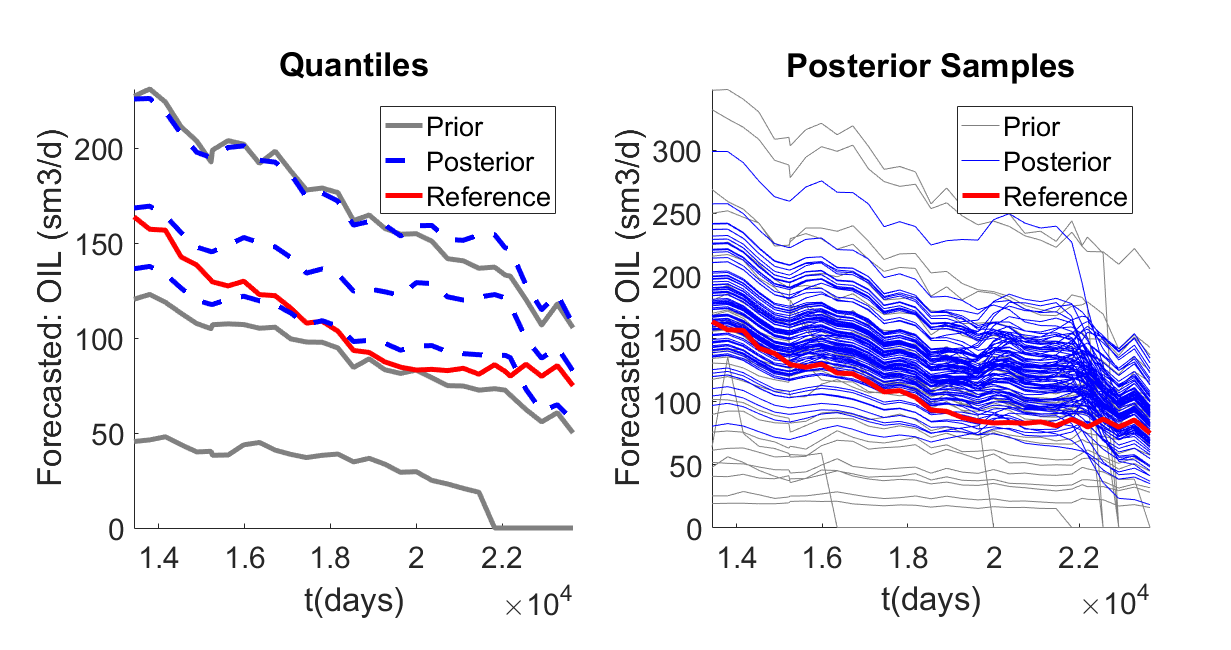 Quantiles
Forecasted: OIL (sm3/d)
200
150
100
50
0
1.4
1.6
1.8
2
2.2
t(days)
×10^4
Prior
Posterior
Reference
Posterior Samples
Forecasted: OIL (sm3/d)
300
250
200
150
100
50
0
1.4
1.6
1.8
2
2.2
t(days)
×10^4
Prior
Posterior
Reference